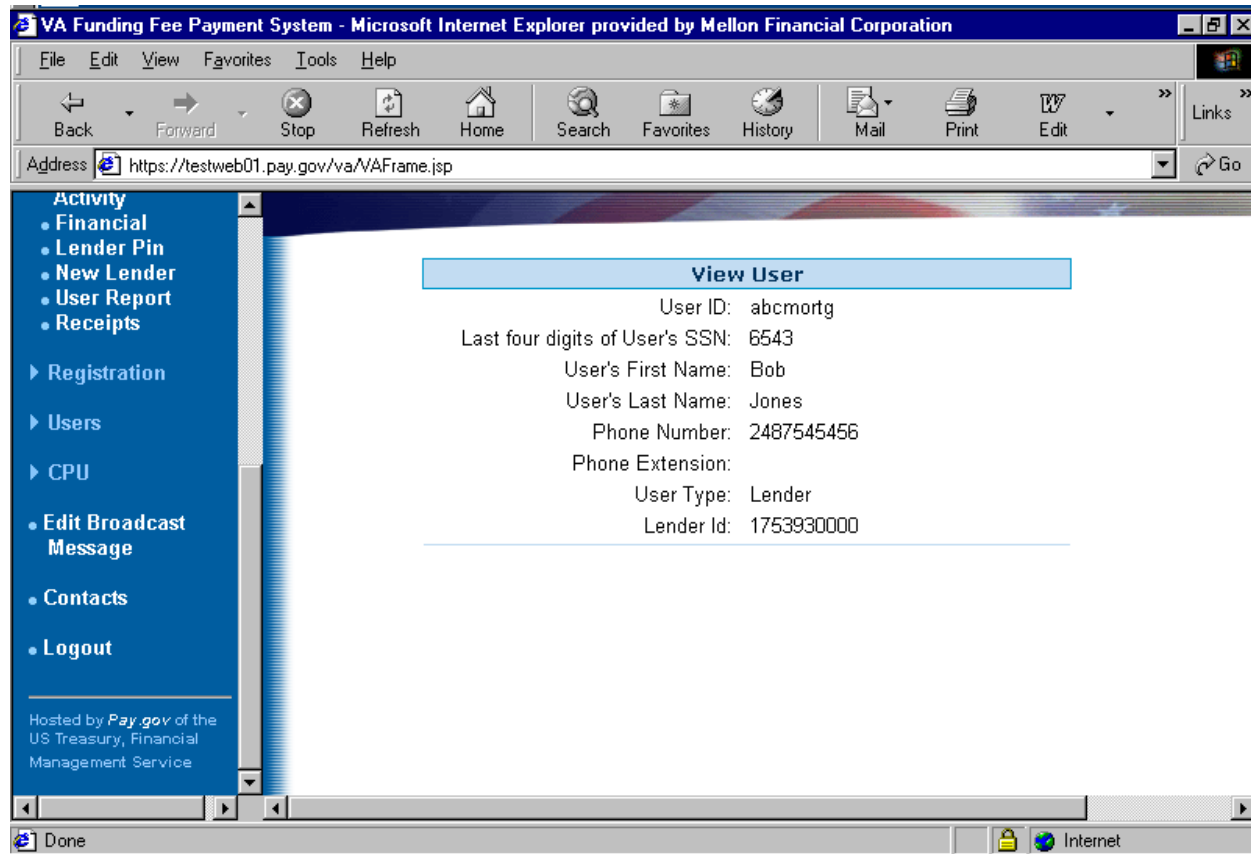 VA Funding Fee Payment System - Microsoft Internet Explorer provided by Mellon Financial Corporation
File Edit View Favorites Tools Help
Back Forward Stop Refresh Home Search Favorites History Mail Print Edit » Links »
Address https://testweb01.pay.gov/va/VAFrame.jsp Go
Activity
• Financial
• Lender Pin
• New Lender
• User Report
• Receipts
Registration
Users
CPU
• Edit Broadcast
Message
• Contacts
• Logout
Hosted by Pay.gov of the
US Treasury, Financial
Management Service
View User
User ID: abcmortg
Last four digits of User's SSN: 6543
User's First Name: Bob
User's Last Name: Jones
Phone Number: 2487545456
Phone Extension:
User Type: Lender
Lender Id: 1753930000
Done Internet